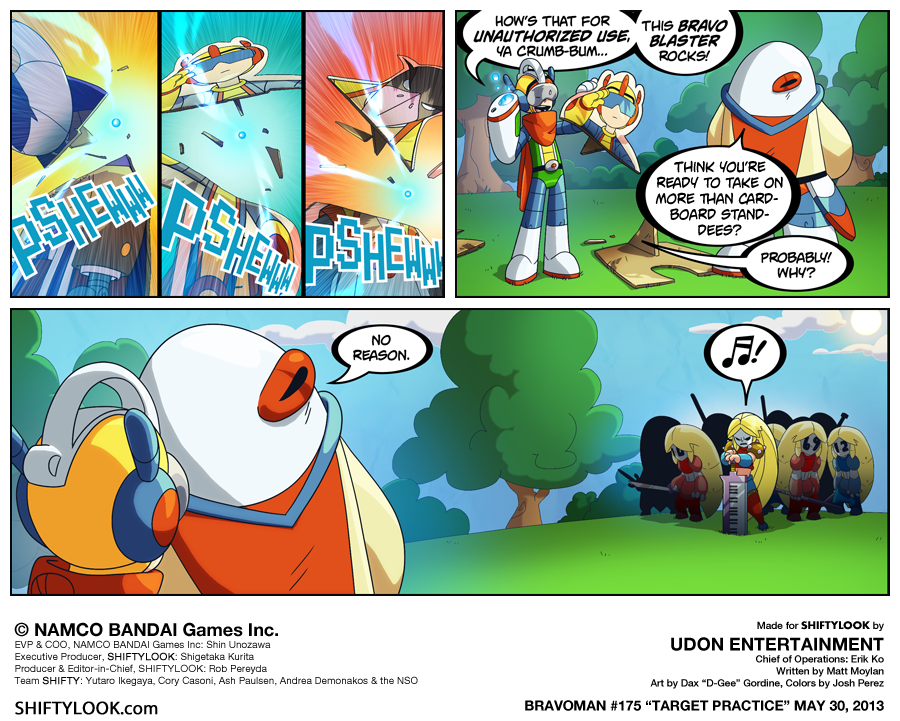 PSHEWWW
PSHEWWW
PSHEWWW
HOW'S THAT FOR
UNAUTHORIZED USE,
YA CRUMB-BUM...
THIS BRAVO
BLASTER
ROCKS!
THINK YOU'RE
READY TO TAKE ON
MORE THAN CARD-
BOARD STAND-
DEES?
PROBABLY!
WHY?
NO
REASON.
!
© NAMCO BANDAI Games Inc.
EVP & COO, NAMCO BANDAI Games Inc: Shin Unozawa
Executive Producer, SHIFTYLOOK: Shigetaka Kurita
Producer & Editor-in-Chief, SHIFTYLOOK: Rob Pereyda
Team SHIFTY: Yutaro Ikegaya, Cory Casoni, Ash Paulsen, Andrea Demonakos & the NSO
SHIFTYLOOK.com
Made for SHIFTYLOOK by
UDON ENTERTAINMENT
Chief of Operations: Erik Ko
Written by Matt Moylan
Art by Dax “D-Gee” Gordine, Colors by Josh Perez
BRAVOMAN #175 “TARGET PRACTICE” MAY 30, 2013